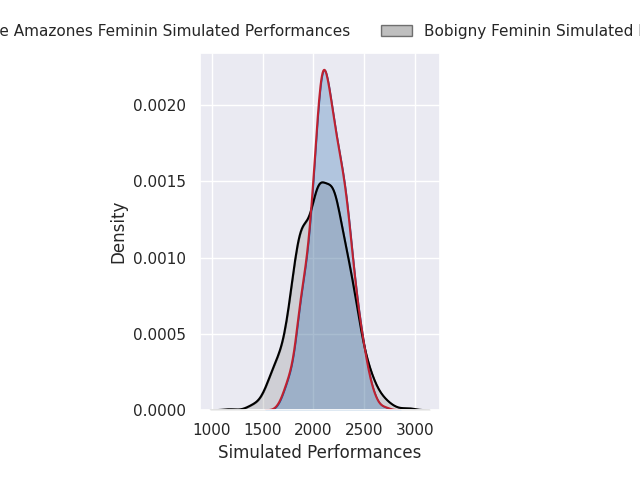 e Amazones Feminin Simulated Performances
Bobigny Feminin Simulated
0.0020
0.0015
0.0010
0.0005
0.0000
Density
1000 1500 2000 2500 3000
Simulated Performances